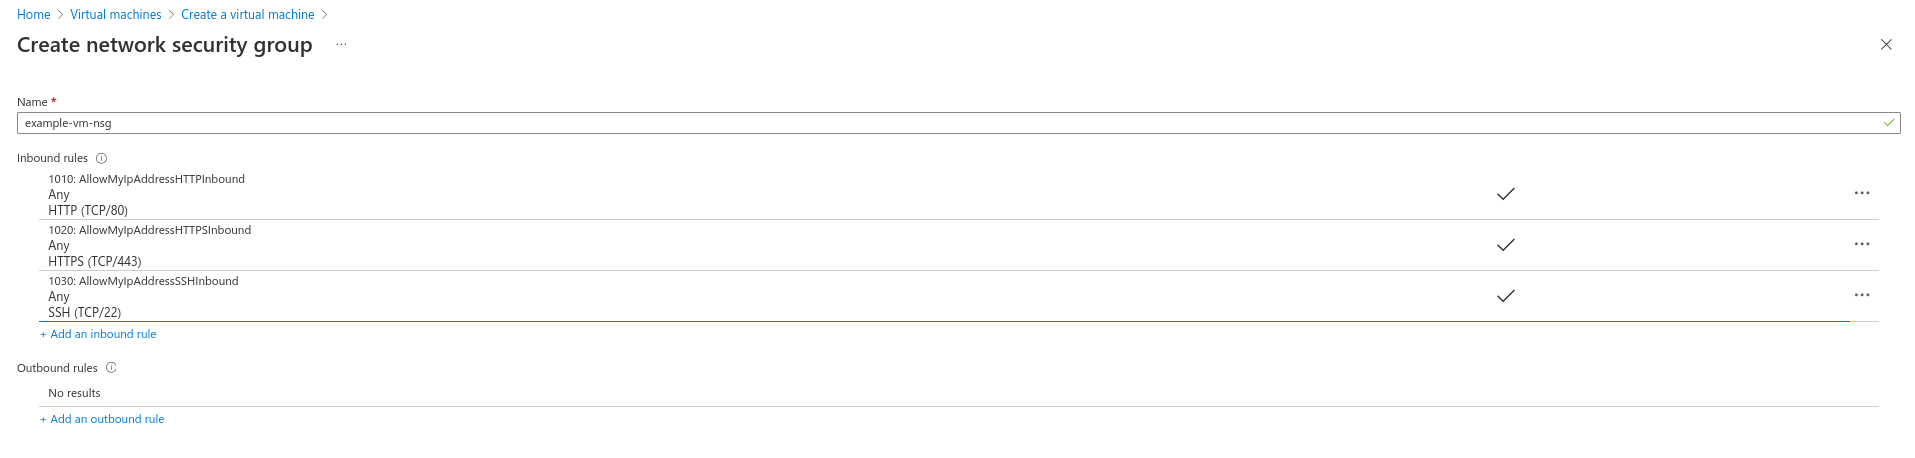 Home > Virtual machines > Create a virtual machine >
Create network security group ...
Name *
example-vm-nsg
Inbound rules
1010: AllowMyIpAddressHTTPInbound
Any
HTTP (TCP/80)
1020: AllowMyIpAddressHTTPSInbound
Any
HTTPS (TCP/443)
1030: AllowMyIpAddressSSHInbound
Any
SSH (TCP/22)
+ Add an inbound rule
Outbound rules
No results
+ Add an outbound rule